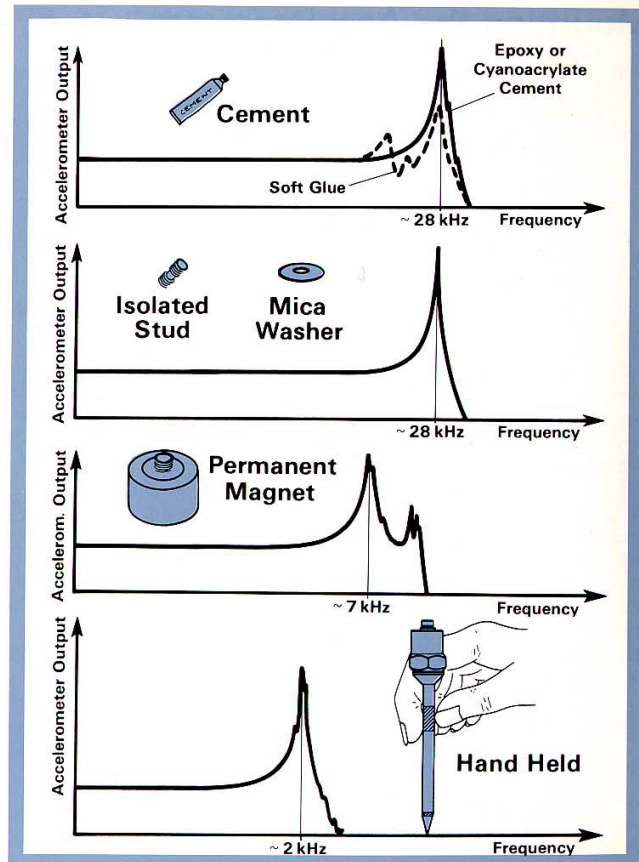 Accelerometer Output
CEMENT
Cement
Epoxy or
Cyanoacrylate
Cement
Soft Glue
~ 28 kHz
Frequency
Accelerometer Output
Isolated
Stud
Mica
Washer
~ 28 kHz
Frequency
Accelerom. Output
Permanent
Magnet
~ 7 kHz
Frequency
Accelerometer Output
Hand Held
~ 2 kHz
Frequency